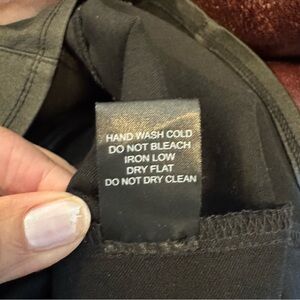 HAND WASH COLD
DO NOT BLEACH
IRON LOW
DRY FLAT
DO NOT DRY CLEAN